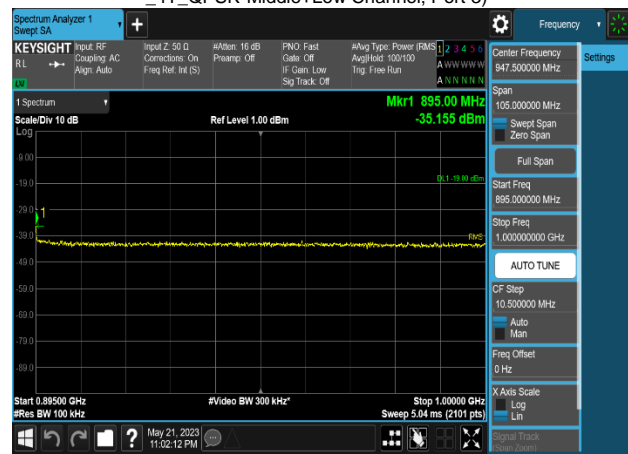 _1T_QPSK-Middle+Low Channel, Port 3)
Spectrum Analyzer 1
Swept SA
Frequency
KEYSIGHT
RL
Input: RF
Coupling: AC
Align: Auto
Input Z: 50 Ω
Corrections: On
Freq Ref: Int (S)
#Atten: 16 dB
Preamp: Off
PNO: Fast
Gate: Off
IF Gain: Low
Sig Track: Off
#Avg Type: Power (RMS
Avg|Hold: 100/100
Trig: Free Run
1 2 3 4 5 6
A W W W W W
A N N N N N
LW
1 Spectrum
Scale/Div 10 dB
Log
Ref Level 1.00 dBm
Mkr1 895.00 MHz
-35.155 dBm
-9.00
-19.0
-29.0
-39.0
-49.0
-59.0
-69.0
-79.0
-89.0
DL1 -19.00 dBm
1
RMS
Start 0.89500 GHz
#Res BW 100 kHz
#Video BW 300 kHz*
Stop 1.00000 GHz
Sweep 5.04 ms (2101 pts)
May 21, 2023
11:02:12 PM
Center Frequency
947.500000 MHz
Settings
Span
105.000000 MHz
Swept Span
Zero Span
Full Span
Start Freq
895.000000 MHz
Stop Freq
1.000000000 GHz
AUTO TUNE
CF Step
10.500000 MHz
Auto
Man
Freq Offset
0 Hz
X Axis Scale
Log
Lin
Signal Track
(Span Zoom)